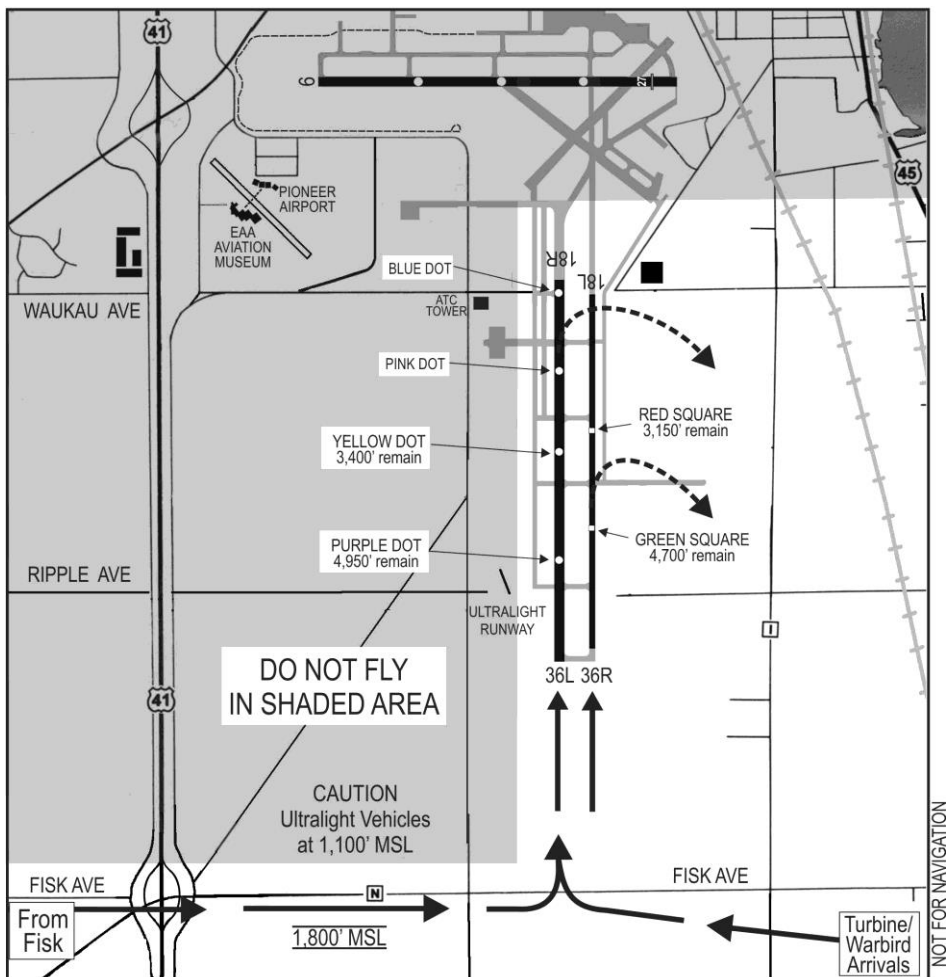 41
9
27
45
PIONEER
AIRPORT
EAA
AVIATION
MUSEUM
18R
18L
BLUE DOT
WAUKAU AVE
ATC
TOWER
PINK DOT
RED SQUARE
3,150' remain
YELLOW DOT
3,400' remain
GREEN SQUARE
4,700' remain
PURPLE DOT
4,950' remain
RIPPLE AVE
ULTRALIGHT
RUNWAY
I
DO NOT FLY
IN SHADED AREA
36L 36R
41
CAUTION
Ultralight Vehicles
at 1,100' MSL
FISK AVE
N
FISK AVE
From
Fisk
1,800' MSL
Turbine/
Warbird
Arrivals
NOT FOR NAVIGATION